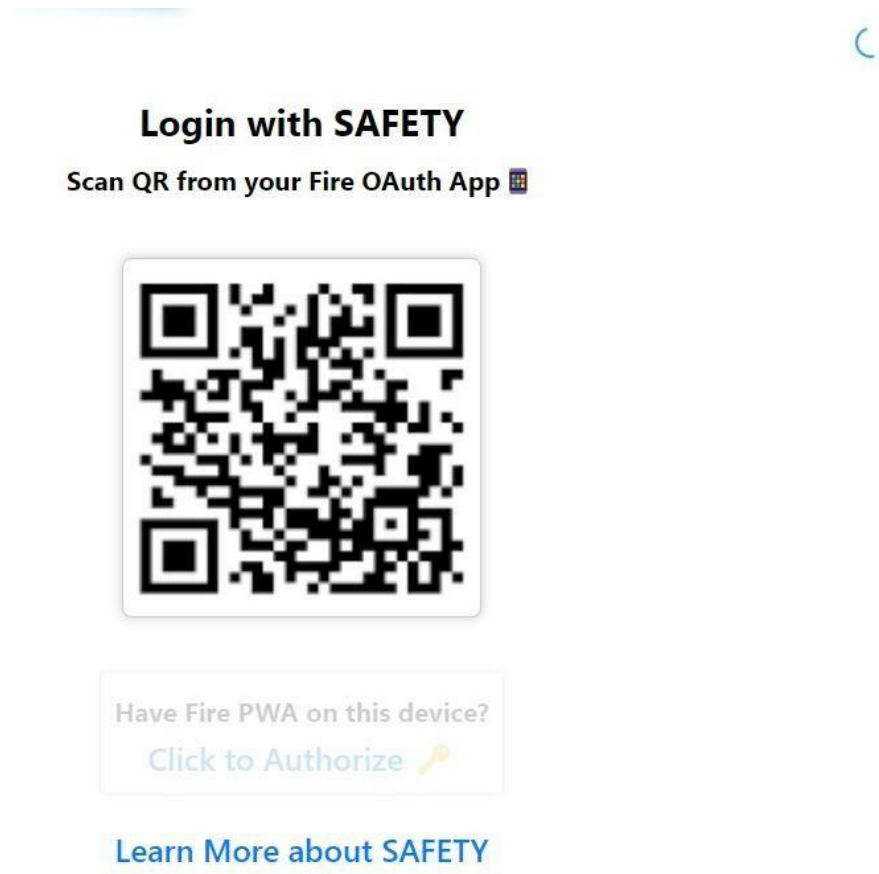 Login with SAFETY
Scan QR from your Fire OAuth App
Have Fire PWA on this device?
Click to Authorize 🔑
Learn More about SAFETY